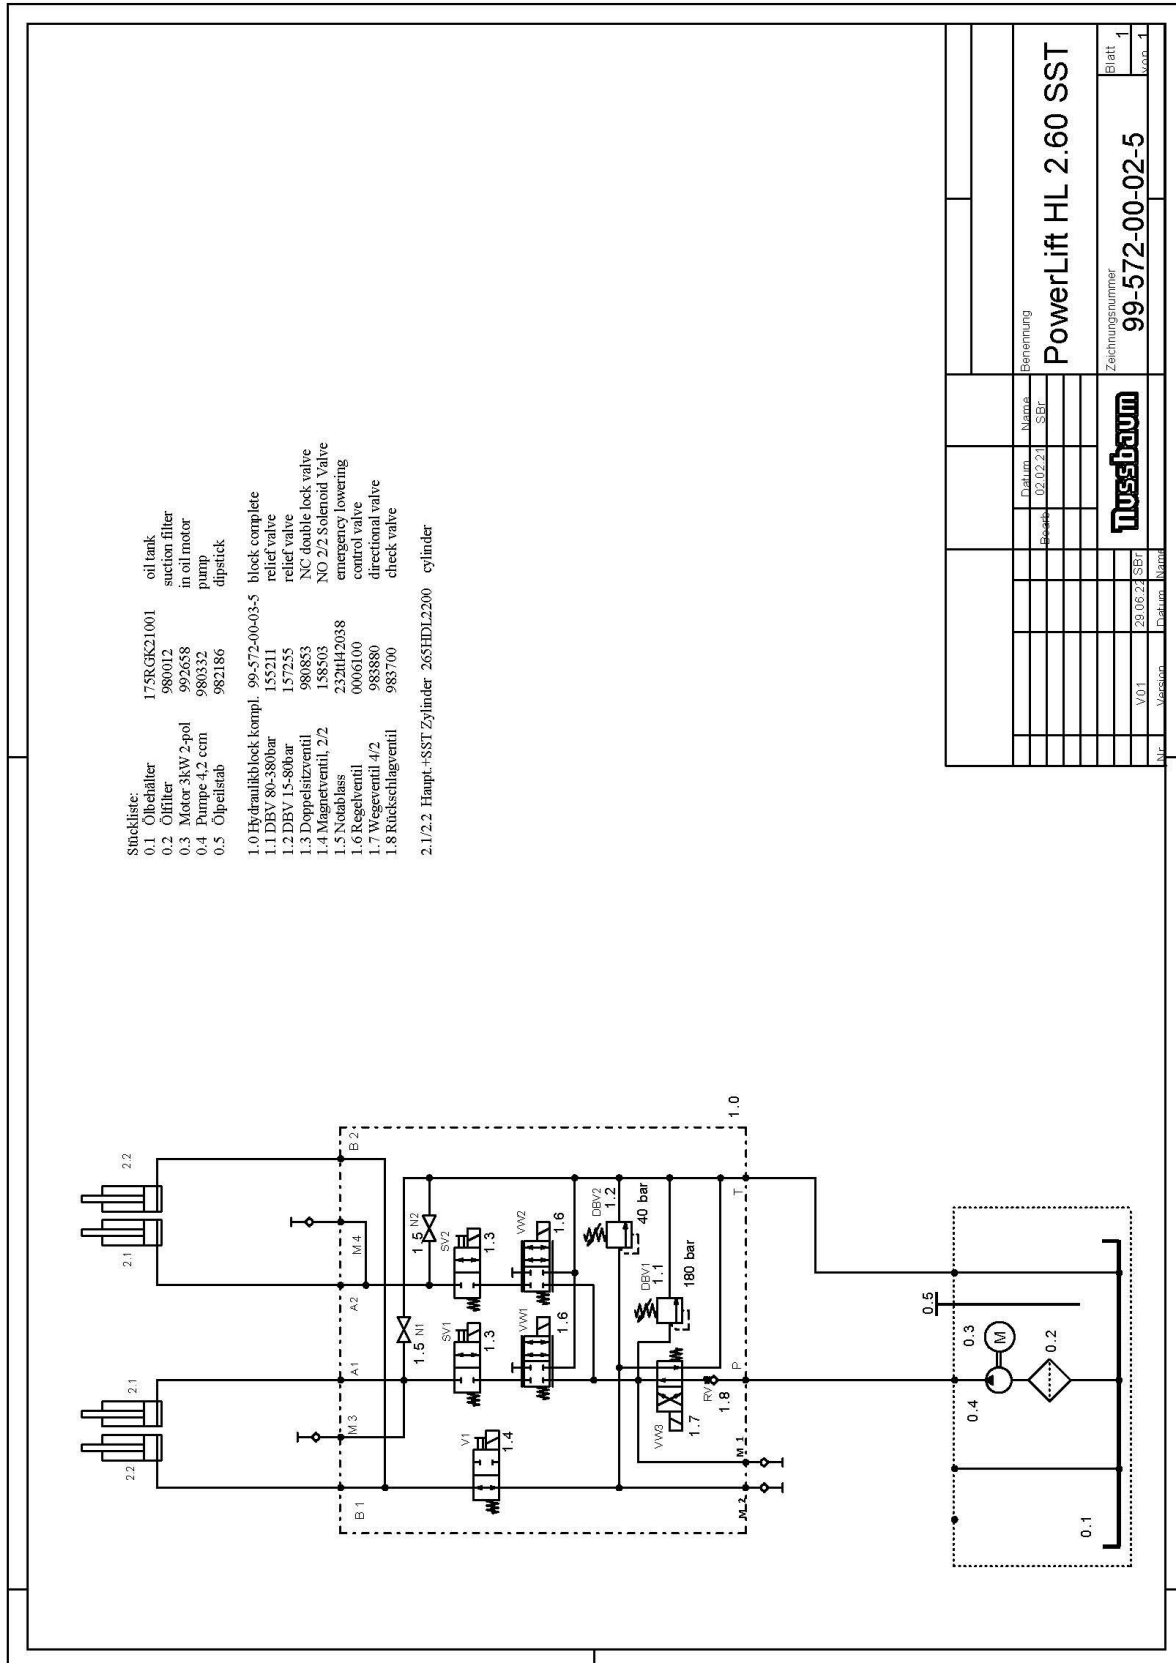 Stückliste:
0.1 Ölbehälter 175RGK21001 oil tank
0.2 Ölfilter 980012 suction filter
0.3 Motor 3kW 2-pol 992658 in oil motor
0.4 Pumpe 4,2 ccm 980332 pump
0.5 Ölpeilstab 982186 dipstick
1.0 Hydraulikblock kompl. 99-572-00-03-5 block complete
1.1 DBV 80-380bar 155211 relief valve
1.2 DBV 15-80bar 157255 relief valve
1.3 Doppelsitzventil 980853 NC double lock valve
1.4 Magnetventil, 2/2 158503 NO 2/2 Solenoid Valve
1.5 Notablass 232ttl42038 emergency lowering
1.6 Regelventil 0006100 control valve
1.7 Wegeventil 4/2 983880 directional valve
1.8 Rückschlagventil 983700 check valve
2.1/2.2 Haupt.+SST Zylinder 265HDL2200 cylinder
2.2
2.1
2.1
2.2
B 1
M 3
A1
A2
M 4
B 2
1.5 N1
1.5 N2
V1
1.4
SV1
1.3
SV2
1.3
VW1
1.6
VW2
1.6
DBV2
1.2
40 bar
DBV1
1.1
180 bar
VW3
1.7
RV
1.8
M 2
M 1
P
T
1.0
0.1
0.4
0.3
M
0.2
0.5
Nr.
Version
Datum
Name
V01
29.06.22
SBr
Datum
Name
Bearb.
02.02.21
SBr
Nussbaum
Benennung
PowerLift HL 2.60 SST
Zeichnungsnummer
99-572-00-02-5
Blatt
1
von 1